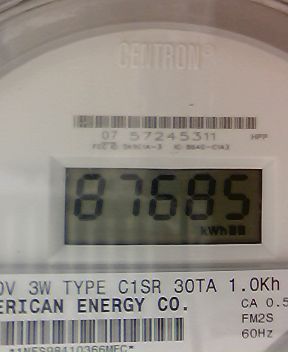 CENTRON®
07 57245311 HPP
87685
kWh
0V 3W TYPE C1SR 30TA 1.0Kh
ERICAN ENERGY CO. CA 0.5
FM2S
60Hz